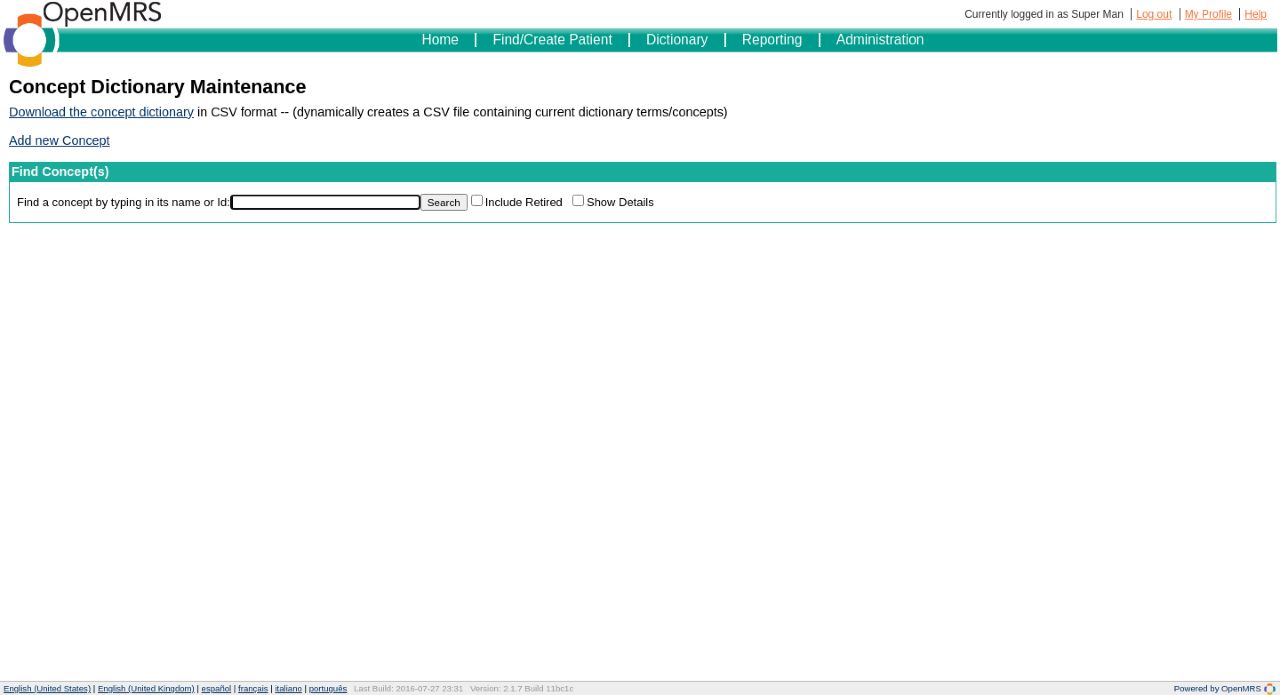 OpenMRS
Currently logged in as Super Man | Log out | My Profile | Help
Home | Find/Create Patient | Dictionary | Reporting | Administration
Concept Dictionary Maintenance
Download the concept dictionary in CSV format -- (dynamically creates a CSV file containing current dictionary terms/concepts)
Add new Concept
Find Concept(s)
Find a concept by typing in its name or Id: Search Include Retired Show Details
English (United States) | English (United Kingdom) | español | français | italiano | português Last Build: 2016-07-27 23:31 Version: 2.1.7 Build 11bc1c Powered by OpenMRS